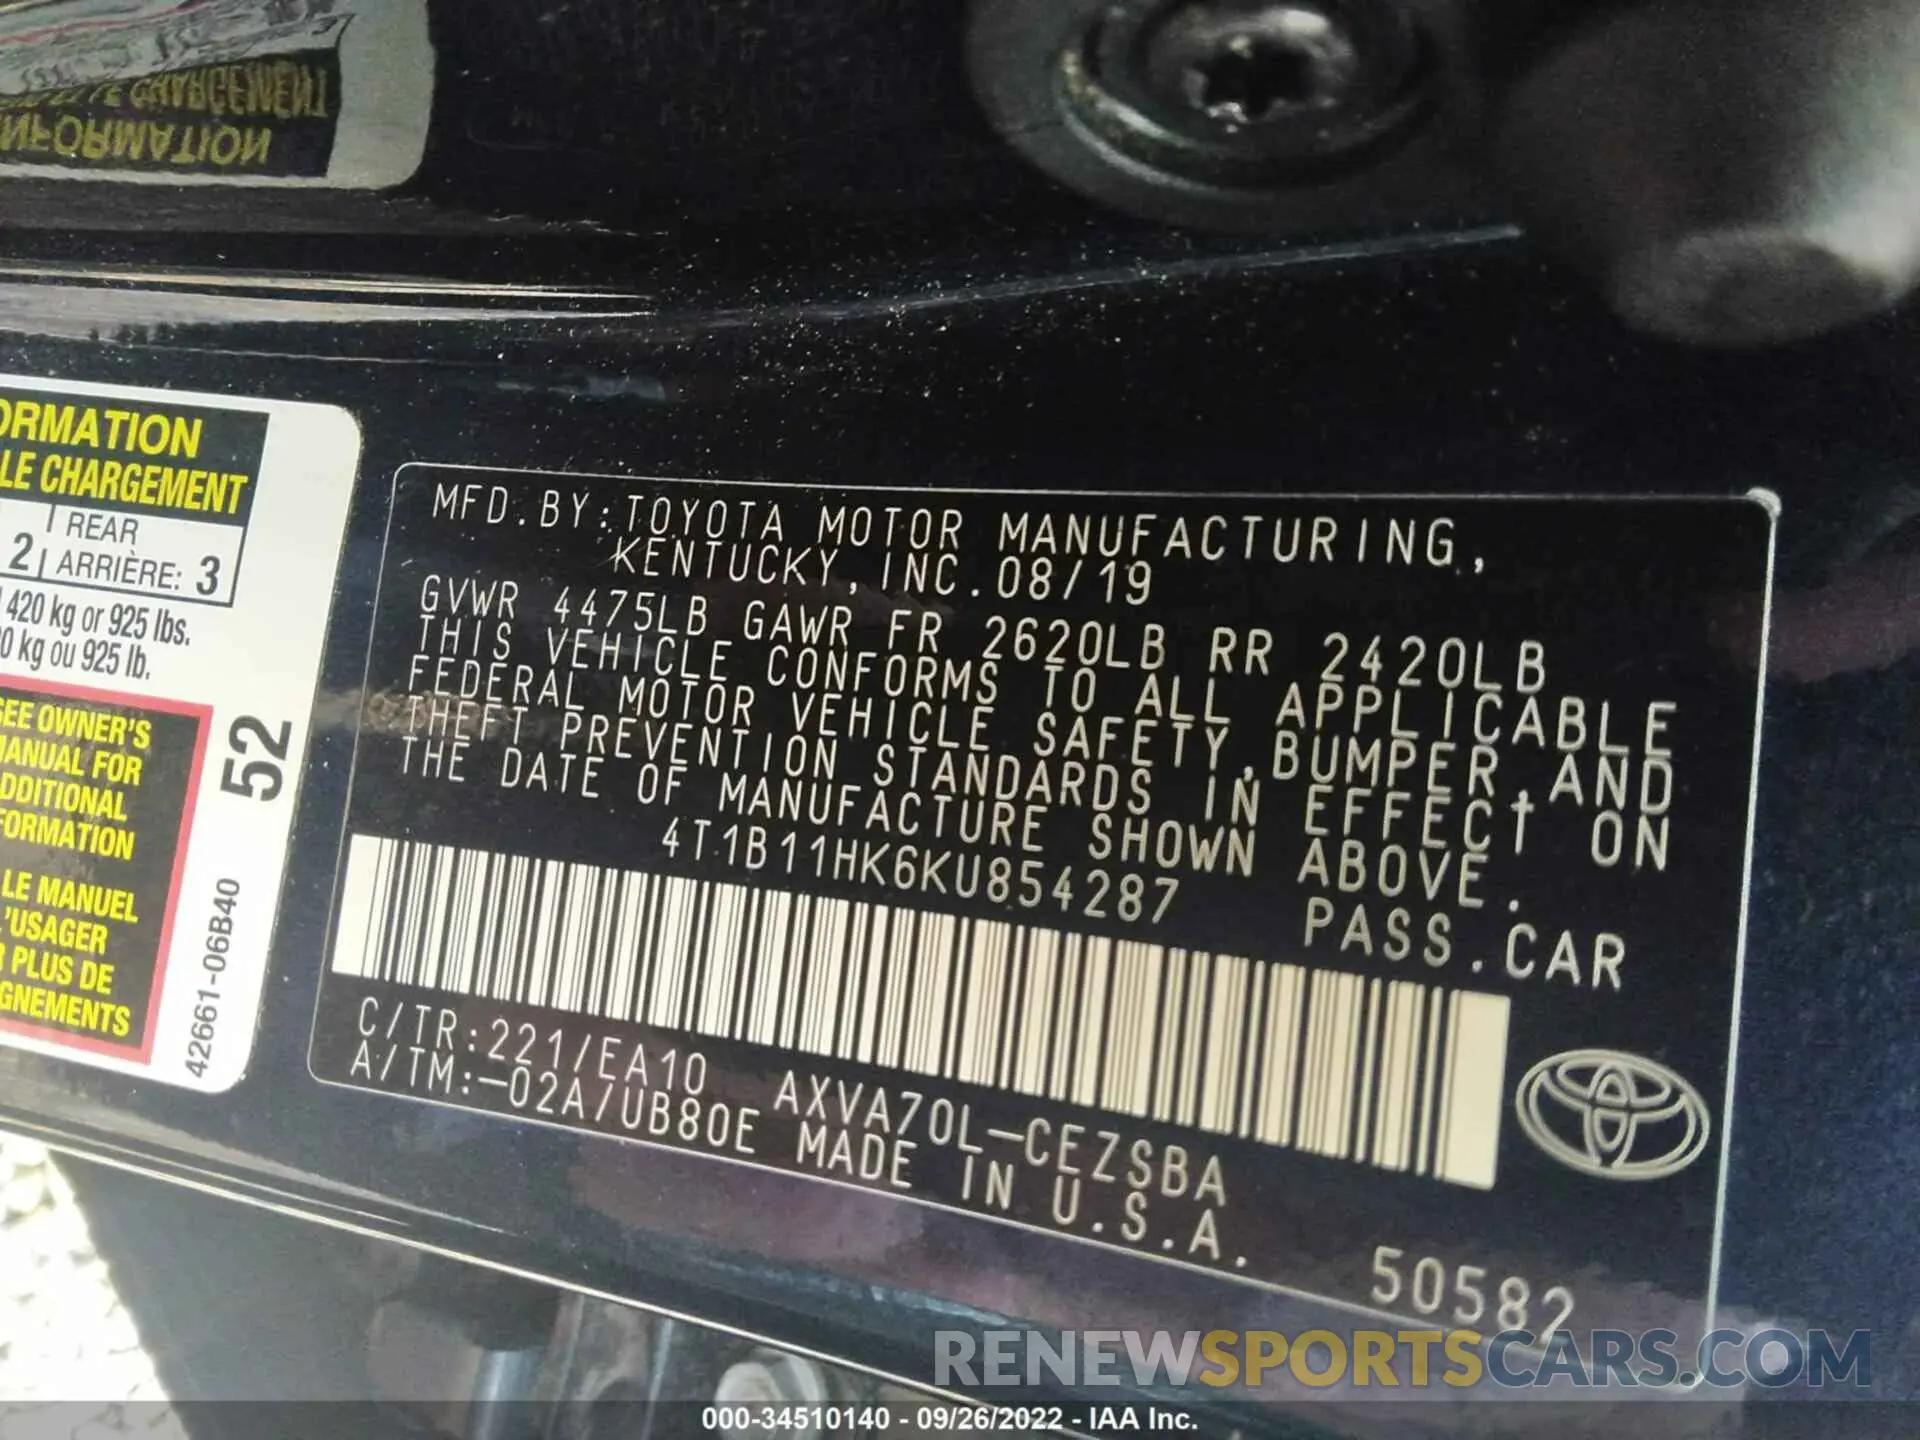 INFORMATION
LE CHARGEMENT
ORMATION
LE CHARGEMENT
2 REAR
ARRIÈRE: 3
420 kg or 925 lbs.
0 kg ou 925 lb.
SEE OWNER'S
MANUAL FOR
ADDITIONAL
FORMATION
LE MANUEL
L'USAGER
R PLUS DE
GNEMENTS
52
42661-06B40
MFD.BY:TOYOTA MOTOR MANUFACTURING,
KENTUCKY,INC.08/19
GVWR 4475LB GAWR FR 2620LB RR 2420LB
THIS VEHICLE CONFORMS TO ALL APPLICABLE
FEDERAL MOTOR VEHICLE SAFETY,BUMPER,AND
THEFT PREVENTION STANDARDS IN EFFECT ON
THE DATE OF MANUFACTURE SHOWN ABOVE.
4T1B11HK6KU854287 PASS.CAR
C/TR:221/EA10 AXVA70L-CEZSBA
A/TM:-02A/UB80E MADE IN U.S.A.
50582
RENEWSPORTSCARS.COM
000-34510140 - 09/26/2022 - IAA Inc.